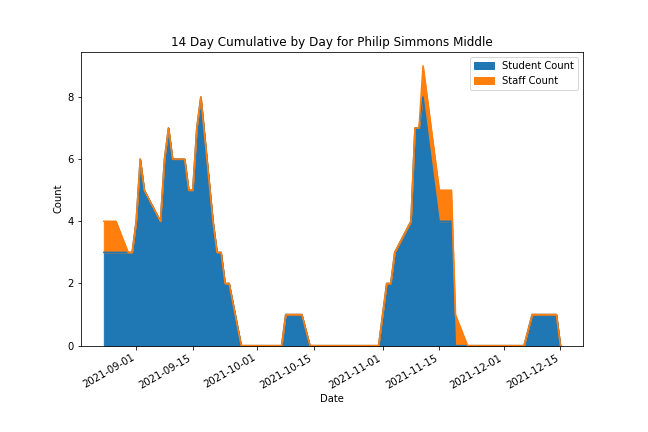 14 Day Cumulative by Day for Philip Simmons Middle
Student Count
Staff Count
Count
8
6
4
2
0
2021-09-01
2021-09-15
2021-10-01
2021-10-15
2021-11-01
2021-11-15
2021-12-01
2021-12-15
Date